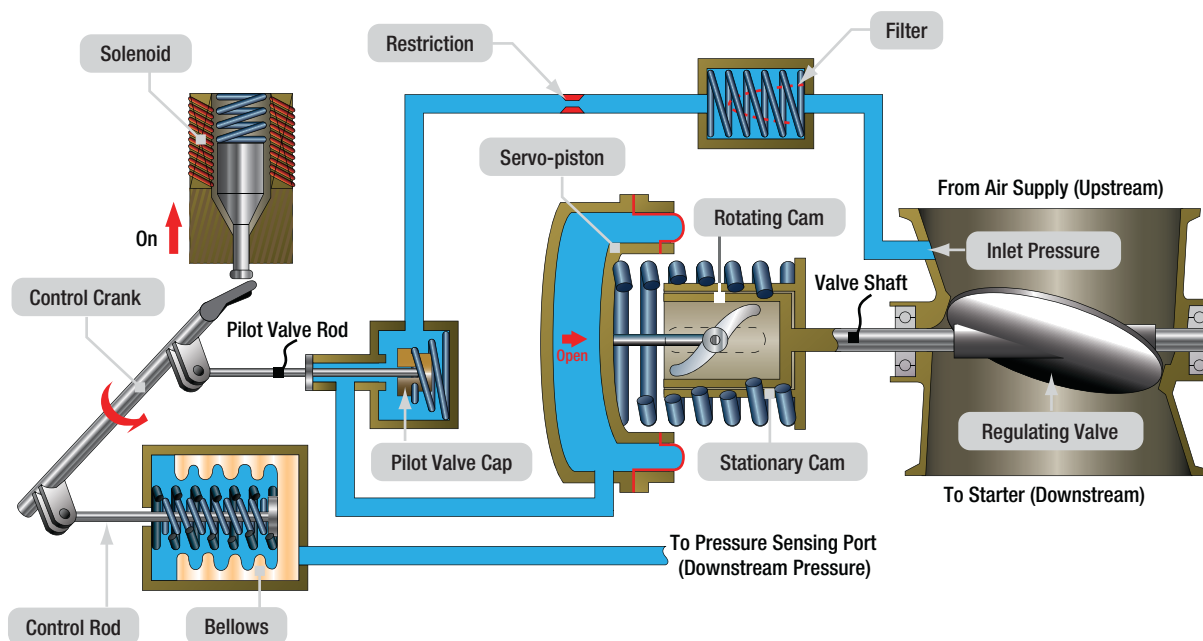 Restriction
Filter
Solenoid
Servo-piston
From Air Supply (Upstream)
Rotating Cam
On
Inlet Pressure
Control Crank
Valve Shaft
Pilot Valve Rod
Open
Regulating Valve
Pilot Valve Cap
Stationary Cam
To Starter (Downstream)
To Pressure Sensing Port
(Downstream Pressure)
Control Rod
Bellows